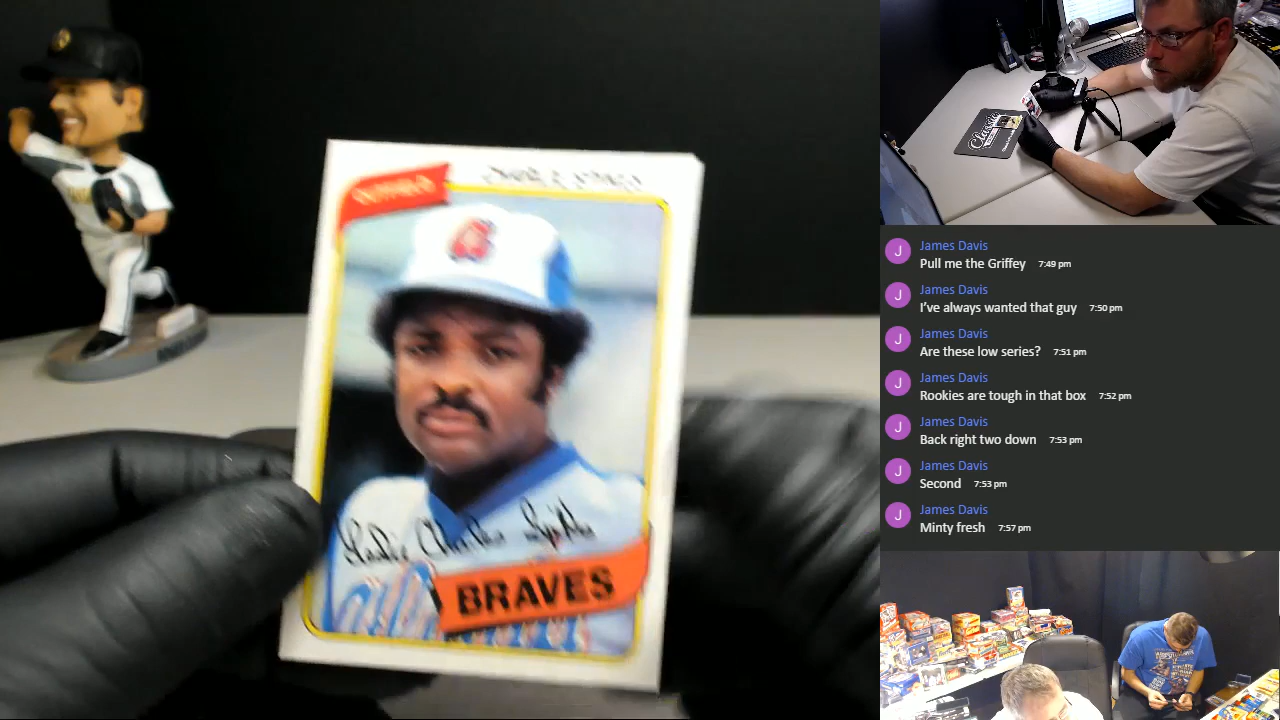 BRAVES
James Davis
Pull me the Griffey 7:49 pm
James Davis
I've always wanted that guy 7:50 pm
James Davis
Are these low series? 7:51 pm
James Davis
Rookies are tough in that box 7:52 pm
James Davis
Back right two down 7:53 pm
James Davis
Second 7:53 pm
James Davis
Minty fresh 7:57 pm